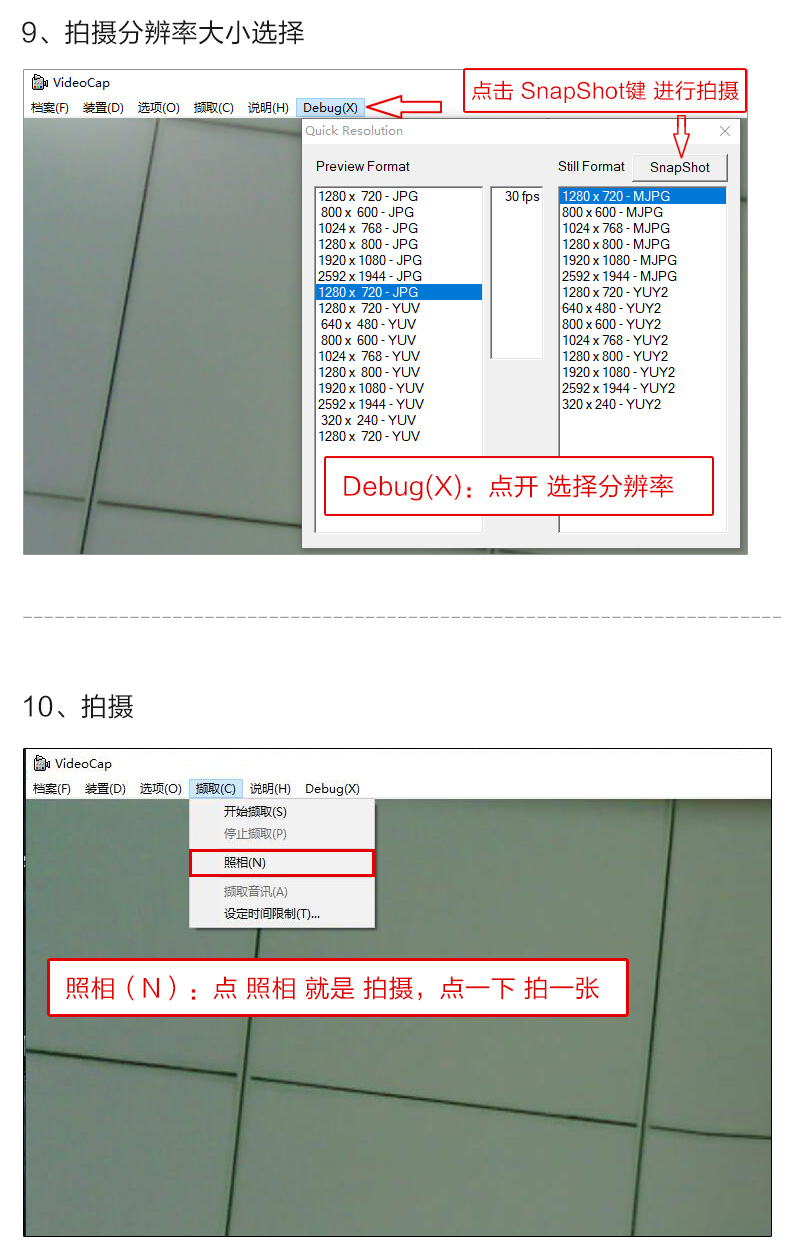 9、拍摄分辨率大小选择
VideoCap
档案(F) 装置(D) 选项(O) 撷取(C) 说明(H) Debug(X)
点击 SnapShot键 进行拍摄
Quick Resolution
Preview Format
Still Format
SnapShot
1280 x 720 - JPG
800 x 600 - JPG
1024 x 768 - JPG
1280 x 800 - JPG
1920 x 1080 - JPG
2592 x 1944 - JPG
1280 x 720 - JPG
1280 x 720 - YUV
640 x 480 - YUV
800 x 600 - YUV
1024 x 768 - YUV
1280 x 800 - YUV
1920 x 1080 - YUV
2592 x 1944 - YUV
320 x 240 - YUV
1280 x 720 - YUV
30 fps
1280 x 720 - MJPG
800 x 600 - MJPG
1024 x 768 - MJPG
1280 x 800 - MJPG
1920 x 1080 - MJPG
2592 x 1944 - MJPG
1280 x 720 - YUY2
640 x 480 - YUY2
800 x 600 - YUY2
1024 x 768 - YUY2
1280 x 800 - YUY2
1920 x 1080 - YUY2
2592 x 1944 - YUY2
320 x 240 - YUY2
Debug(X)：点开 选择分辨率
10、拍摄
VideoCap
档案(F) 装置(D) 选项(O) 撷取(C) 说明(H) Debug(X)
开始撷取(S)
停止撷取(P)
照相(N)
撷取音讯(A)
设定时间限制(T)...
照相（N）：点 照相 就是 拍摄，点一下 拍一张